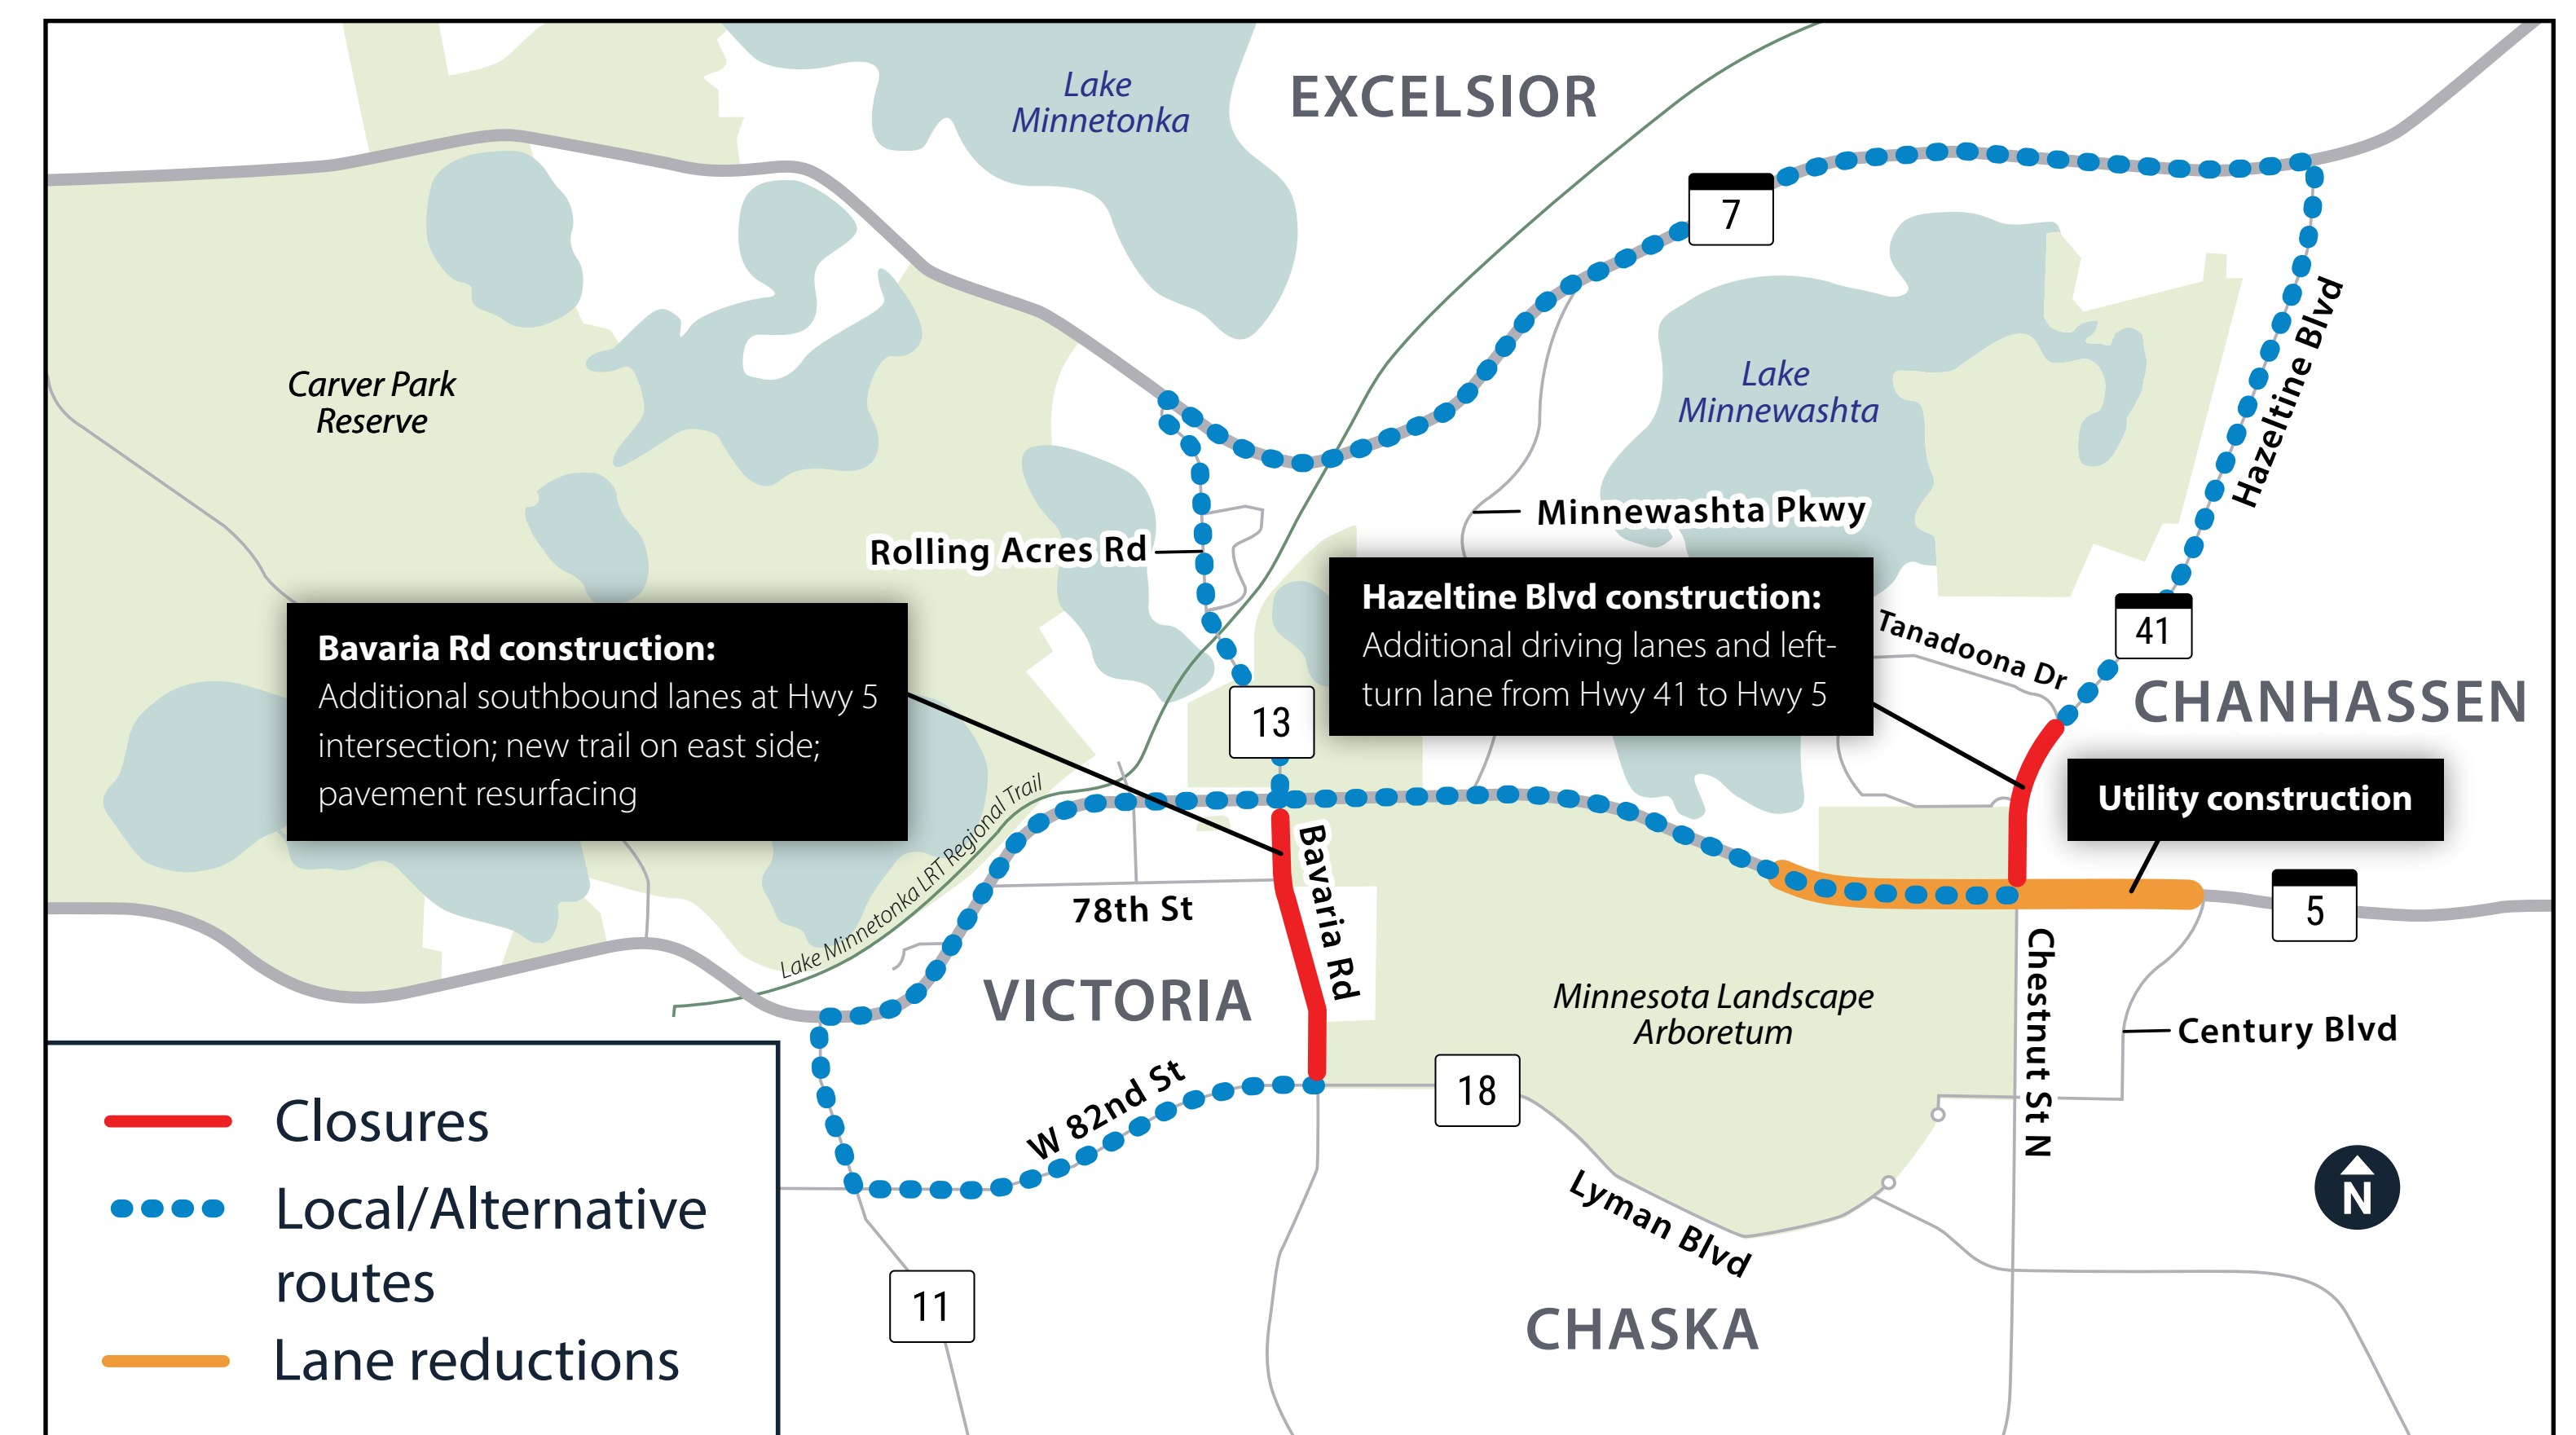 EXCELSIOR
Lake
Minnetonka
7
Hazeltine Blvd
Carver Park
Reserve
Lake
Minnewashta
Minnewashta Pkwy
Rolling Acres Rd
Hazeltine Blvd construction:
Additional driving lanes and left-
turn lane from Hwy 41 to Hwy 5
Tanadoona Dr
41
CHANHASSEN
Bavaria Rd construction:
Additional southbound lanes at Hwy 5
intersection; new trail on east side;
pavement resurfacing
13
Utility construction
Lake Minnetonka LRT Regional Trail
Bavaria Rd
78th St
5
VICTORIA
Minnesota Landscape
Arboretum
Chestnut St N
Century Blvd
W 82nd St
18
Lyman Blvd
N
11
CHASKA
Closures
Local/Alternative
routes
Lane reductions